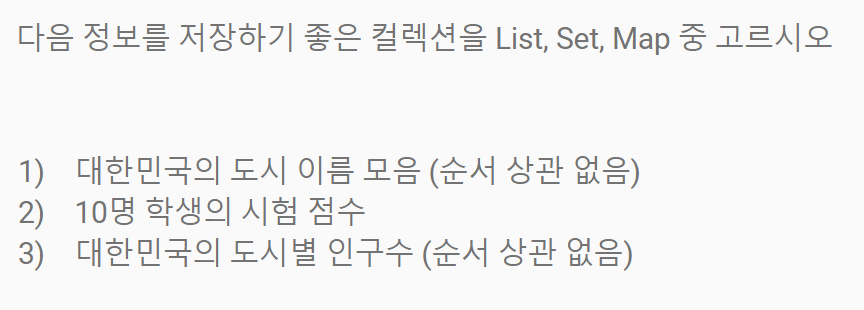 다음 정보를 저장하기 좋은 컬렉션을 List, Set, Map 중 고르시오
1) 대한민국의 도시 이름 모음 (순서 상관 없음)
2) 10명 학생의 시험 점수
3) 대한민국의 도시별 인구수 (순서 상관 없음)